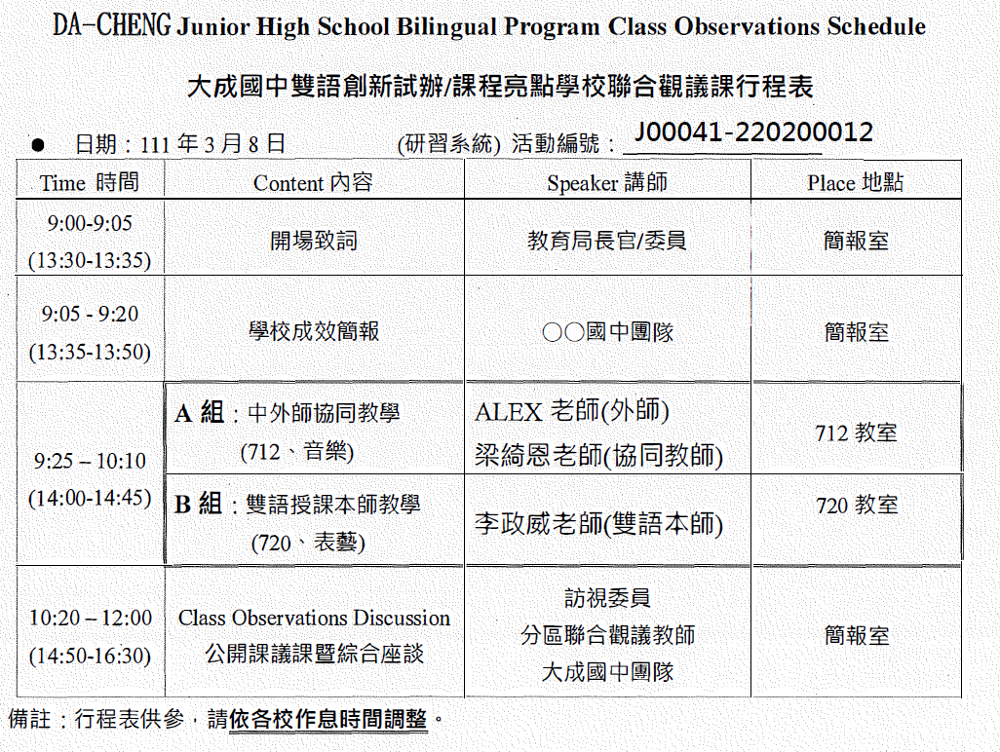 DA-CHENG Junior High School Bilingual Program Class Observations Schedule
大成國中雙語創新試辦/課程亮點學校聯合觀議課行程表
● 日期：111 年 3 月 8 日 (研習系統) 活動編號： J00041-220200012
Time 時間 Content 內容 Speaker 講師 Place 地點
9:00-9:05
(13:30-13:35)
開場致詞
教育局長官/委員
簡報室
9:05 - 9:20
(13:35-13:50)
學校成效簡報
〇〇國中團隊
簡報室
9:25 – 10:10
(14:00-14:45)
A 組：中外師協同教學
(712、音樂)
ALEX 老師(外師)
梁綺恩老師(協同教師)
712 教室
B 組：雙語授課本師教學
(720、表藝)
李政威老師(雙語本師)
720 教室
10:20 – 12:00
(14:50-16:30)
Class Observations Discussion
公開課議課暨綜合座談
訪視委員
分區聯合觀議教師
大成國中團隊
簡報室
備註：行程表供參，請依各校作息時間調整。